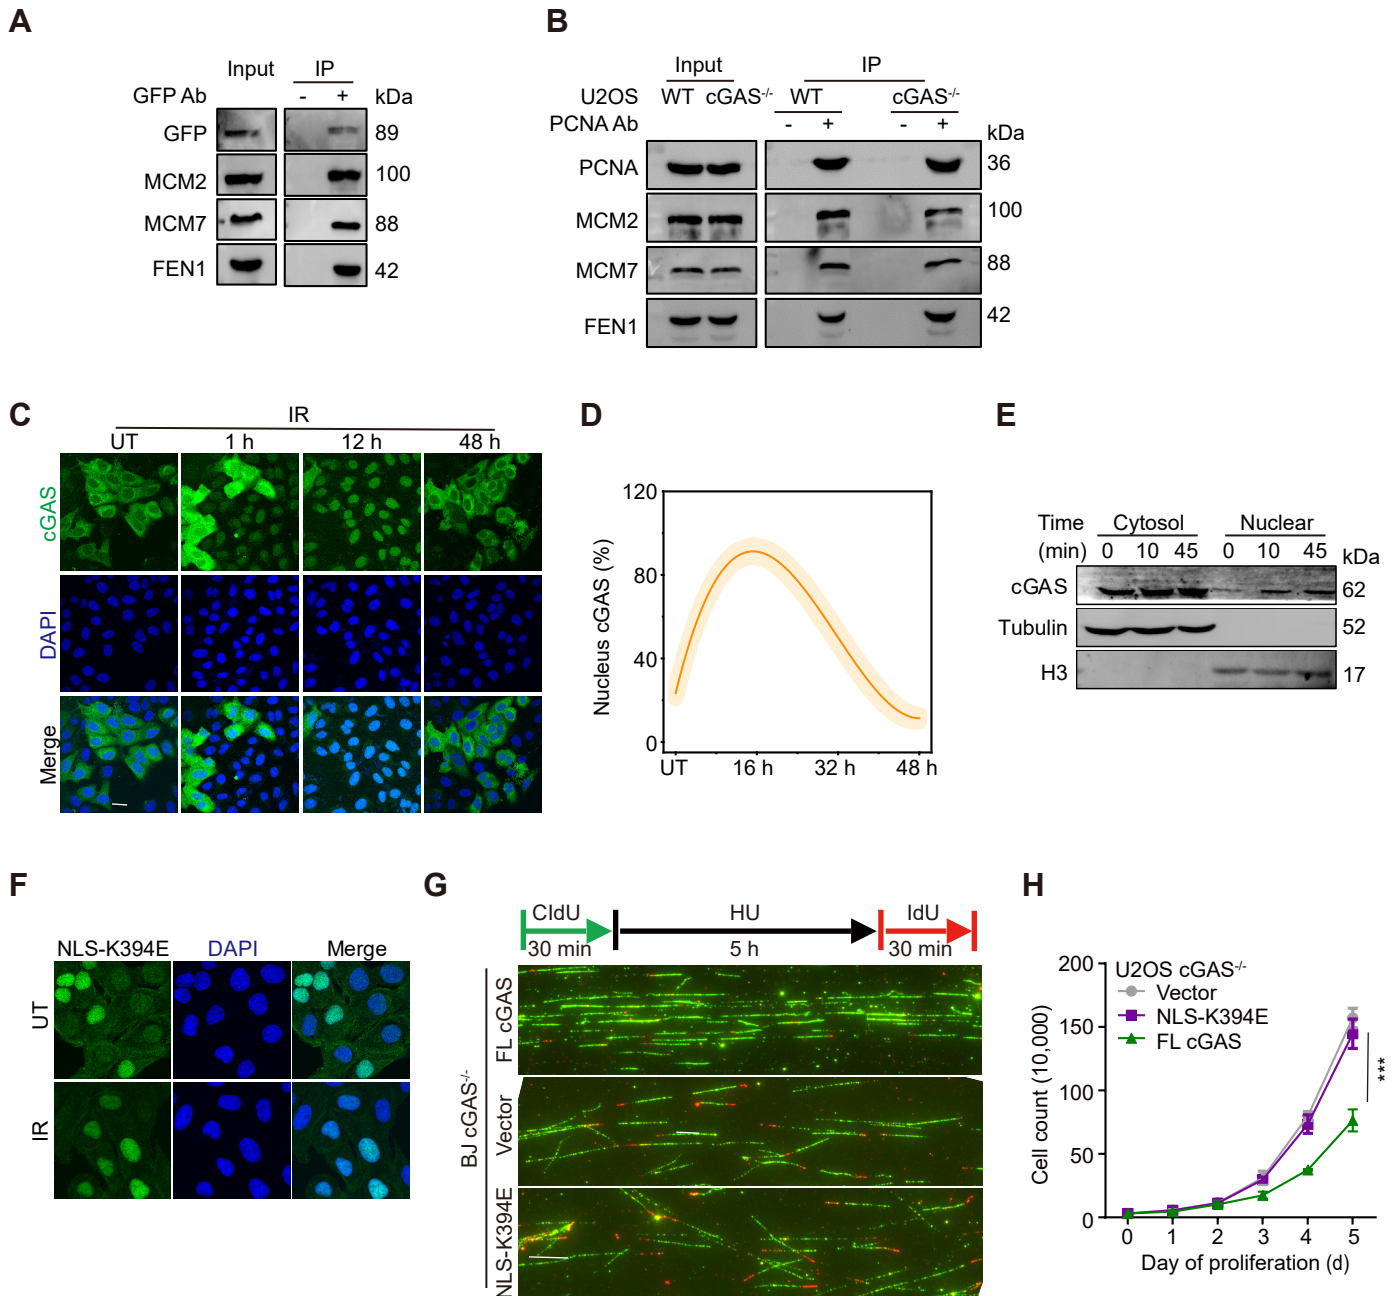 A
Input IP
GFP Ab - + kDa
GFP 89
MCM2 100
MCM7 88
FEN1 42
B
Input IP
U2OS WT cGAS-/- WT cGAS-/-
PCNA Ab - + - + kDa
PCNA 36
MCM2 100
MCM7 88
FEN1 42
C
IR
UT 1 h 12 h 48 h
cGAS
DAPI
Merge
D
Nucleus cGAS (%)
120
80
40
0
UT 16 h 32 h 48 h
E
Time Cytosol Nuclear
(min) 0 10 45 0 10 45 kDa
cGAS 62
Tubulin 52
H3 17
F
NLS-K394E DAPI Merge
UT
IR
G
CldU HU IdU
30 min 5 h 30 min
BJ cGAS-/-
FL cGAS
Vector
NLS-K394E
H
Cell count (10,000)
200
150
100
50
0
U2OS cGAS-/-
Vector
NLS-K394E
FL cGAS
***
0 1 2 3 4 5
Day of proliferation (d)